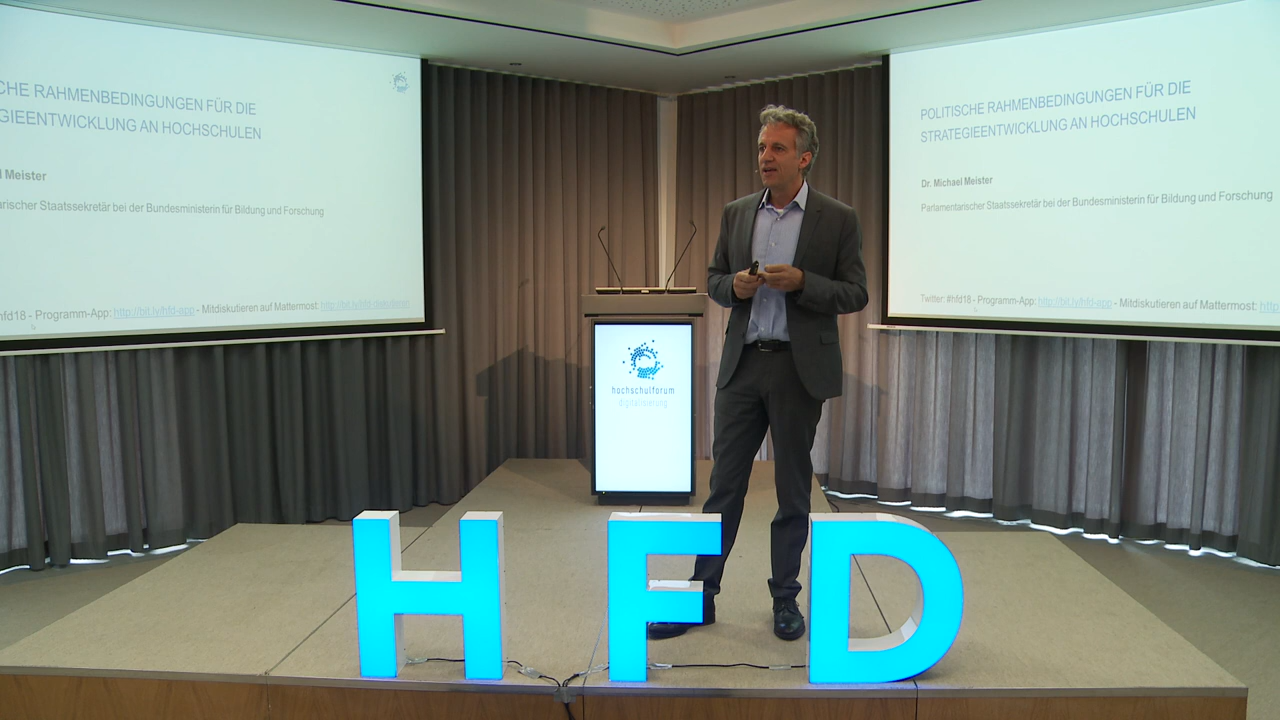 CHE RAHMENBEDINGUNGEN FÜR DIE
GIEENTWICKLUNG AN HOCHSCHULEN
Meister
arischer Staatssekretär bei der Bundesministerin für Bildung und Forschung
hfd18 - Programm-App: http://bit.ly/hfd-app - Mitdiskutieren auf Mattermost:
POLITISCHE RAHMENBEDINGUNGEN FÜR DIE
STRATEGIEENTWICKLUNG AN HOCHSCHULEN
Dr. Michael Meister
Parlamentarischer Staatssekretär bei der Bundesministerin für Bildung und Forschung
Twitter: #hfd18 - Programm-App: http://bit.ly/hfd-app - Mitdiskutieren auf Mattermost: http
hochschulforum
digitalisierung
HFD